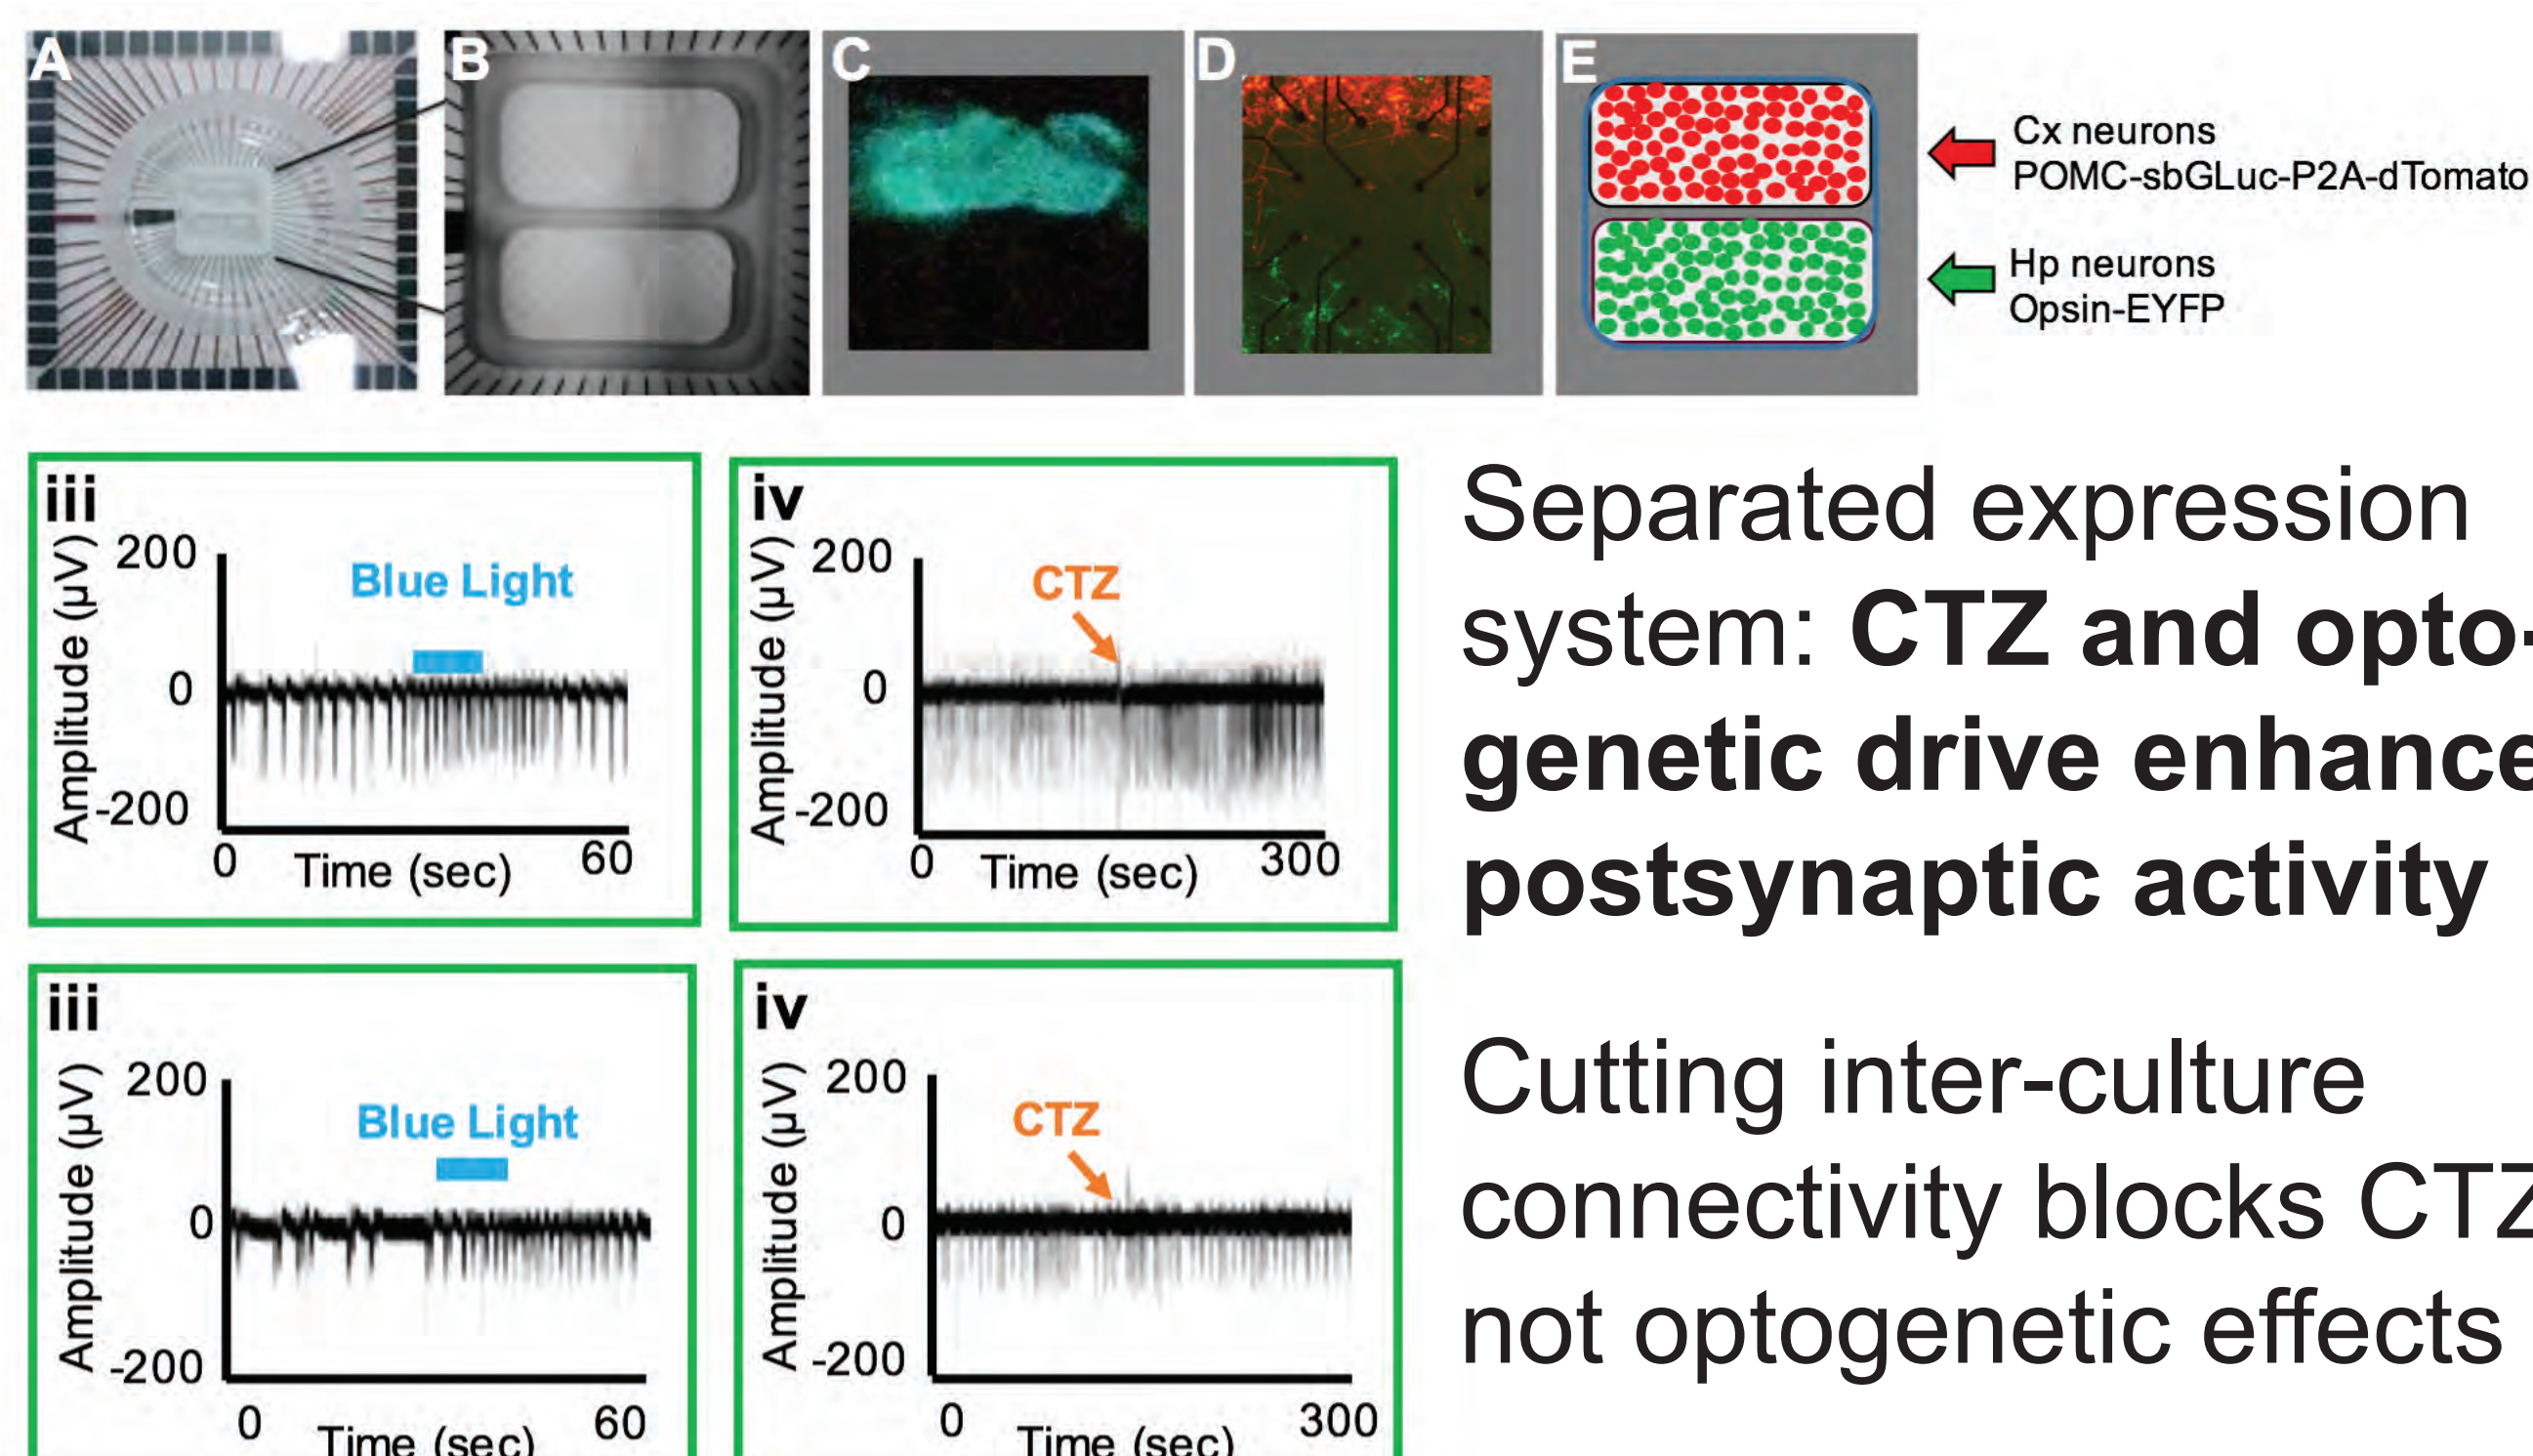 A
B
C
D
E
Cx neurons
POMC-sbGLuc-P2A-dTomato
Hp neurons
Opsin-EYFP
iii
Amplitude (µV)
200
0
-200
Blue Light
0
Time (sec)
60
iv
Amplitude (µV)
200
0
-200
CTZ
0
Time (sec)
300
Separated expression
system: CTZ and opto-
genetic drive enhance
postsynaptic activity
iii
Amplitude (µV)
200
0
-200
Blue Light
0
Time (sec)
60
iv
Amplitude (µV)
200
0
-200
CTZ
0
Time (sec)
300
Cutting inter-culture
connectivity blocks CTZ
not optogenetic effects